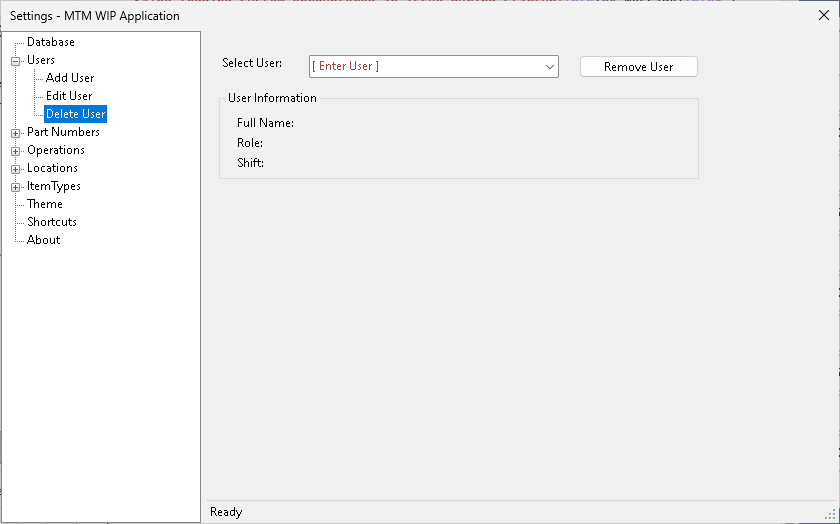 Settings - MTM WIP Application
Database
Users
Add User
Edit User
Delete User
Part Numbers
Operations
Locations
ItemTypes
Theme
Shortcuts
About
Select User:
[ Enter User ]
Remove User
User Information
Full Name:
Role:
Shift:
Ready